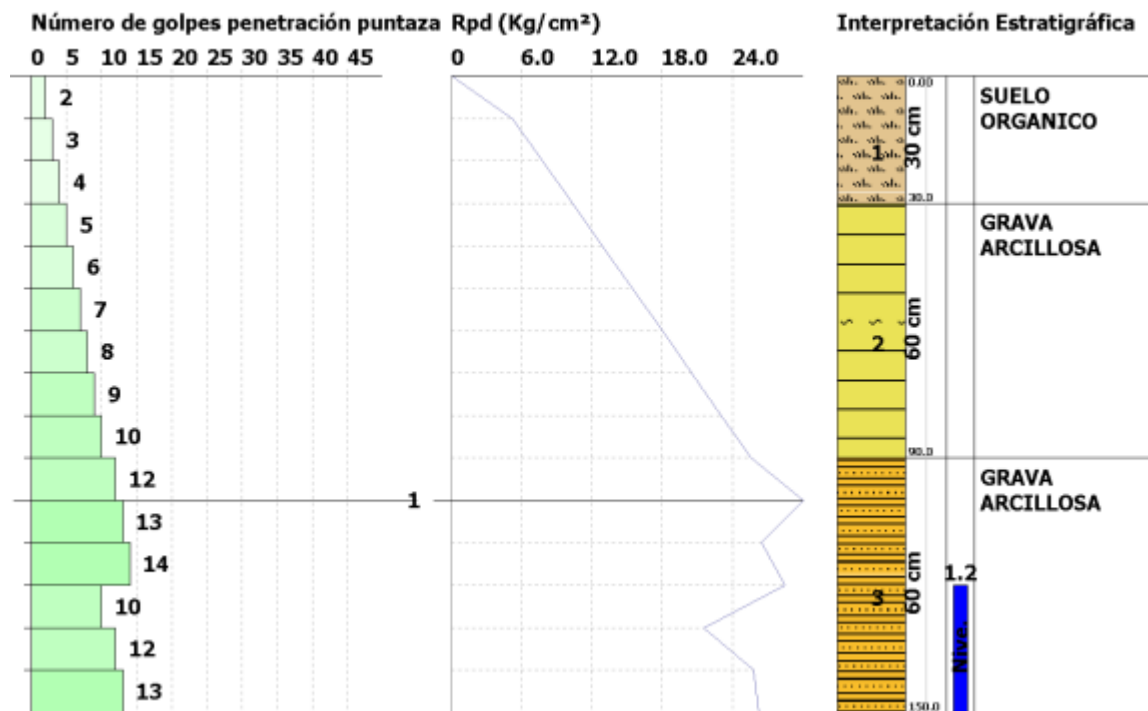 Número de golpes penetración puntaza
0 5 10 15 20 25 30 35 40 45
2
3
4
5
6
7
8
9
10
12
13
14
10
12
13
1
Rpd (Kg/cm²)
0 6.0 12.0 18.0 24.0
Interpretación Estratigráfica
0.00
1
30 cm
30.0
SUELO
ORGANICO
2
60 cm
90.0
GRAVA
ARCILLOSA
3
60 cm
150.0
GRAVA
ARCILLOSA
1.2
Nive.